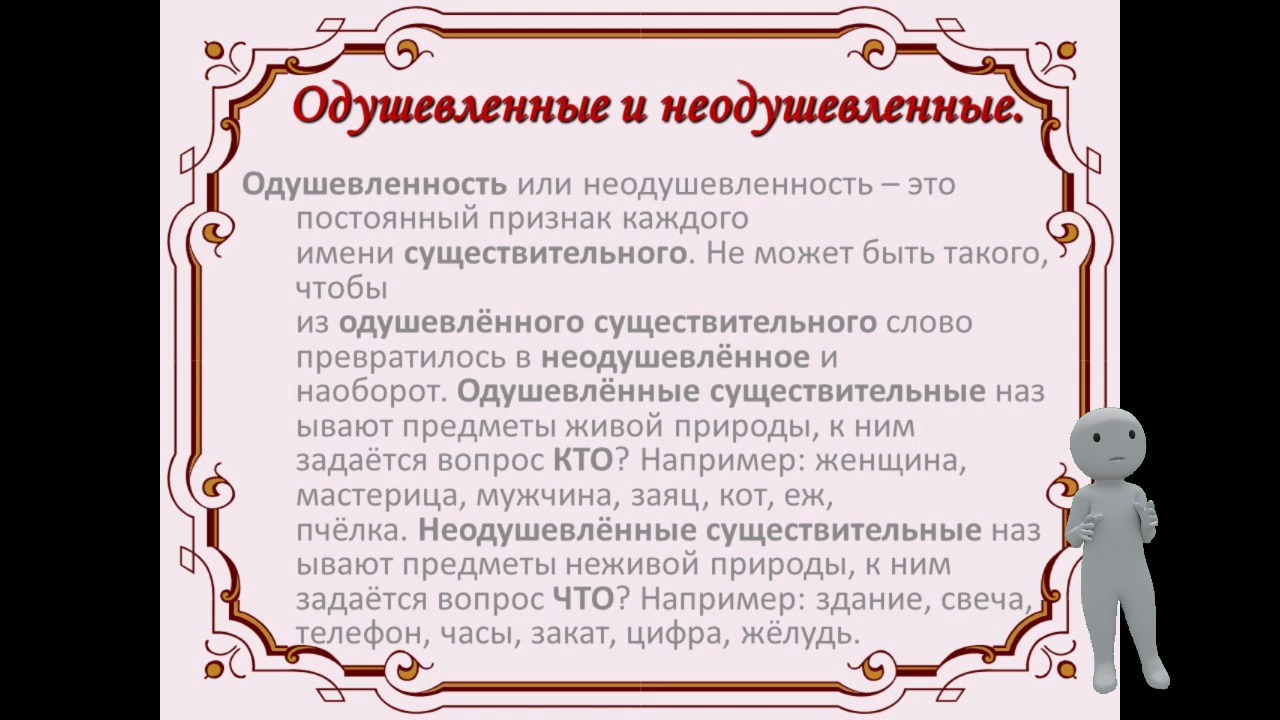 Одушевленные и неодушевленные.
Одушевленность или неодушевленность – это
постоянный признак каждого
имени существительного. Не может быть такого,
чтобы
из одушевлённого существительного слово
превратилось в неодушевлённое и
наоборот. Одушевлённые существительные наз
ывают предметы живой природы, к ним
задаётся вопрос КТО? Например: женщина,
мастерица, мужчина, заяц, кот, еж,
пчёлка. Неодушевлённые существительные наз
ывают предметы неживой природы, к ним
задаётся вопрос ЧТО? Например: здание, свеча,
телефон, часы, закат, цифра, жёлудь.